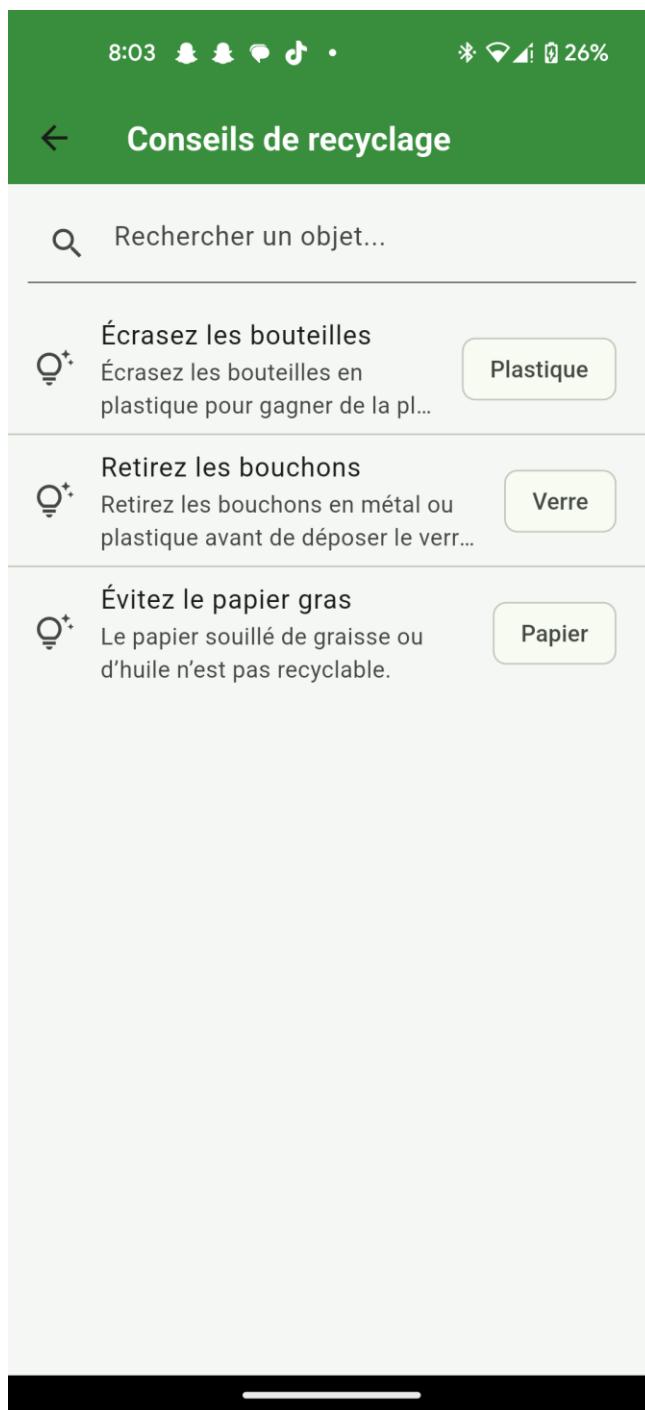 8:03
26%
Conseils de recyclage
Rechercher un objet...
Écrasez les bouteilles
Écrasez les bouteilles en
plastique pour gagner de la pl…
Plastique
Retirez les bouchons
Retirez les bouchons en métal ou
plastique avant de déposer le verr…
Verre
Évitez le papier gras
Le papier souillé de graisse ou
d’huile n’est pas recyclable.
Papier